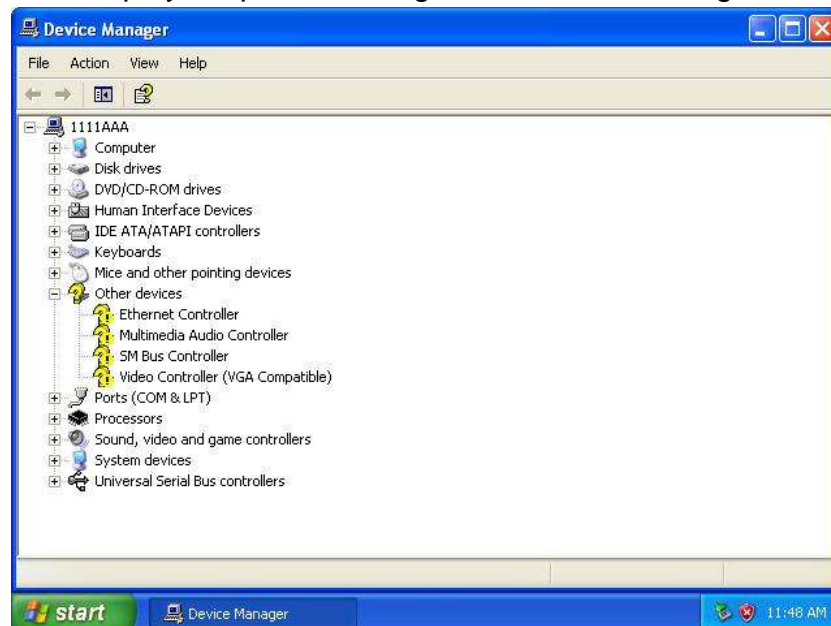 Device Manager
File Action View Help
1111AAA
Computer
Disk drives
DVD/CD-ROM drives
Human Interface Devices
IDE ATA/ATAPI controllers
Keyboards
Mice and other pointing devices
Other devices
Ethernet Controller
Multimedia Audio Controller
SM Bus Controller
Video Controller (VGA Compatible)
Ports (COM & LPT)
Processors
Sound, video and game controllers
System devices
Universal Serial Bus controllers
start Device Manager 11:48 AM